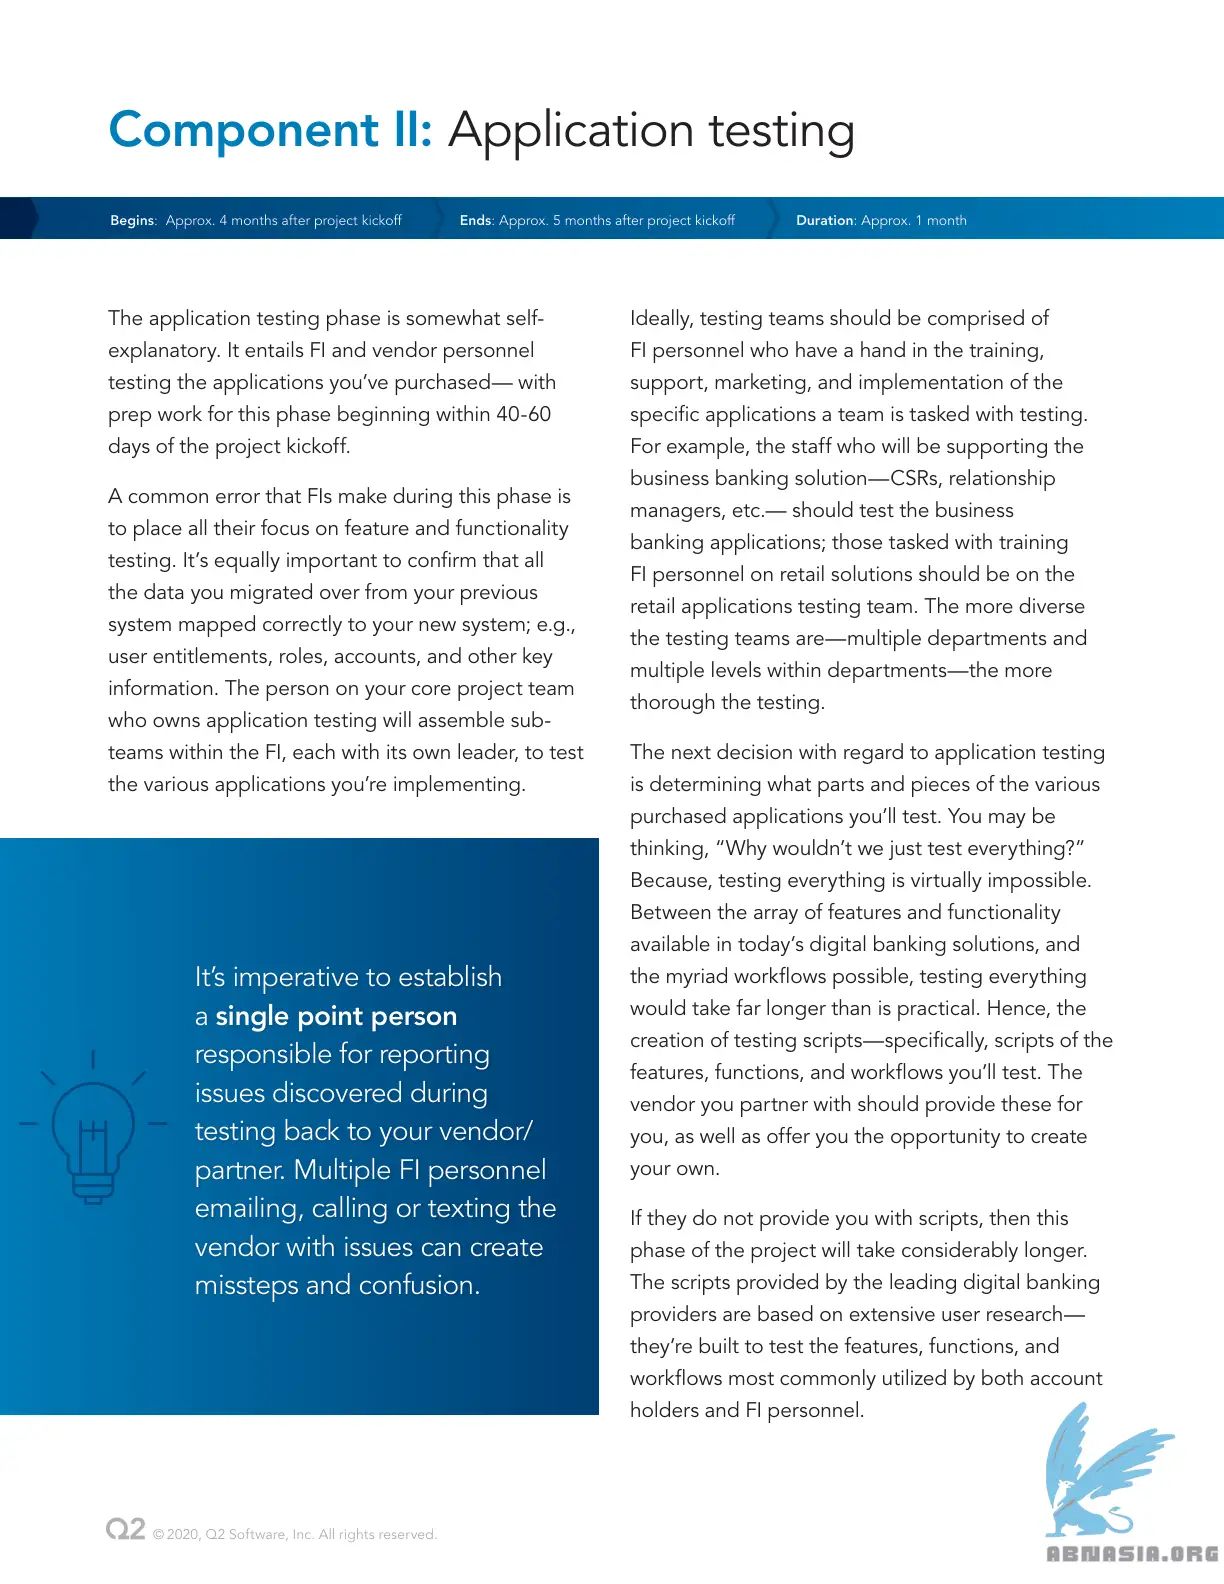 Component II: Application testing
Begins: Approx. 4 months after project kickoff
Ends: Approx. 5 months after project kickoff
Duration: Approx. 1 month
The application testing phase is somewhat self-
explanatory. It entails FI and vendor personnel
testing the applications you’ve purchased— with
prep work for this phase beginning within 40-60
days of the project kickoff.
A common error that FIs make during this phase is
to place all their focus on feature and functionality
testing. It’s equally important to confirm that all
the data you migrated over from your previous
system mapped correctly to your new system; e.g.,
user entitlements, roles, accounts, and other key
information. The person on your core project team
who owns application testing will assemble sub-
teams within the FI, each with its own leader, to test
the various applications you’re implementing.
It’s imperative to establish
a single point person
responsible for reporting
issues discovered during
testing back to your vendor/
partner. Multiple FI personnel
emailing, calling or texting the
vendor with issues can create
missteps and confusion.
Ideally, testing teams should be comprised of
FI personnel who have a hand in the training,
support, marketing, and implementation of the
specific applications a team is tasked with testing.
For example, the staff who will be supporting the
business banking solution—CSRs, relationship
managers, etc.— should test the business
banking applications; those tasked with training
FI personnel on retail solutions should be on the
retail applications testing team. The more diverse
the testing teams are—multiple departments and
multiple levels within departments—the more
thorough the testing.
The next decision with regard to application testing
is determining what parts and pieces of the various
purchased applications you’ll test. You may be
thinking, “Why wouldn’t we just test everything?”
Because, testing everything is virtually impossible.
Between the array of features and functionality
available in today’s digital banking solutions, and
the myriad workflows possible, testing everything
would take far longer than is practical. Hence, the
creation of testing scripts—specifically, scripts of the
features, functions, and workflows you’ll test. The
vendor you partner with should provide these for
you, as well as offer you the opportunity to create
your own.
If they do not provide you with scripts, then this
phase of the project will take considerably longer.
The scripts provided by the leading digital banking
providers are based on extensive user research—
they’re built to test the features, functions, and
workflows most commonly utilized by both account
holders and FI personnel.
Q2 © 2020, Q2 Software, Inc. All rights reserved.
ABNASIA.ORG